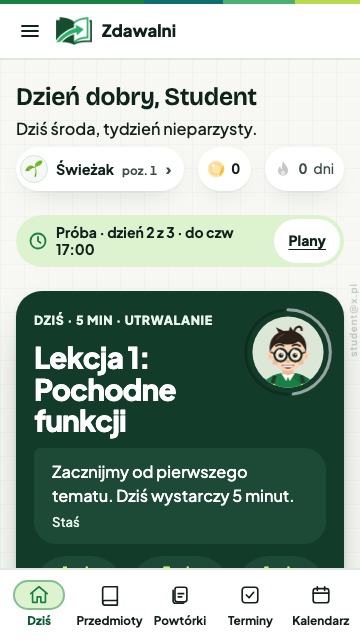 Zdawalni
Dzień dobry, Student
Dziś środa, tydzień nieparzysty.
Świeżak poz. 1 ›
0
0 dni
Próba · dzień 2 z 3 · do czw
17:00
Plany
student@x.pl
DZIŚ · 5 MIN · UTRWALANIE
Lekcja 1:
Pochodne
funkcji
Zacznijmy od pierwszego
tematu. Dziś wystarczy 5 minut.
Staś
Dziś
Przedmioty
Powtórki
Terminy
Kalendarz